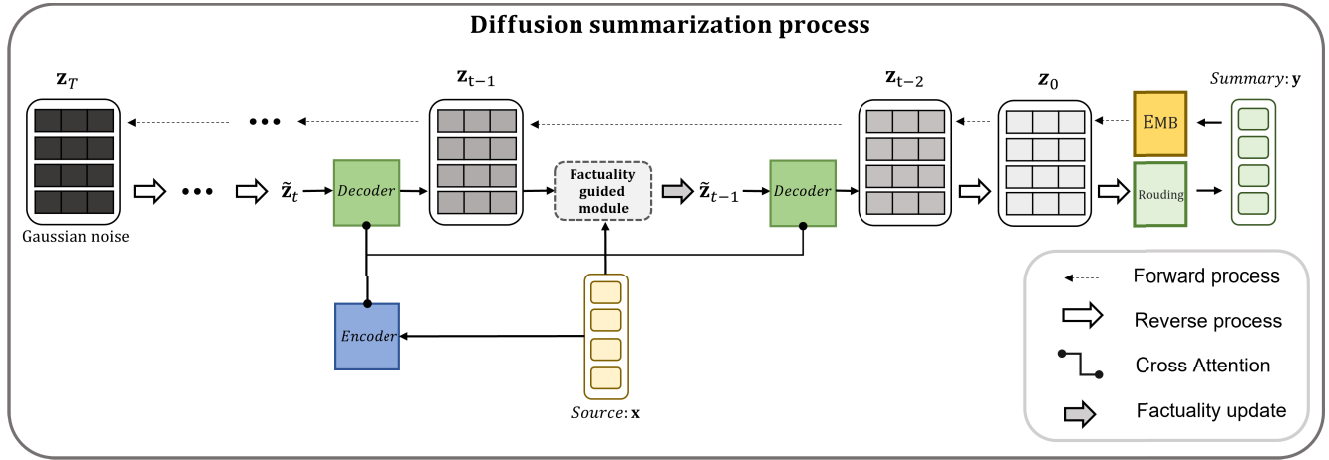 Diffusion summarization process
z_T
z_{t−1}
z_{t−2}
z_0
Summary: y
EMB
Decoder
Factuality
guided
module
Decoder
Rouding
z̃_t
z̃_{t−1}
Gaussian noise
Encoder
Source: x
Forward process
Reverse process
Cross Attention
Factuality update